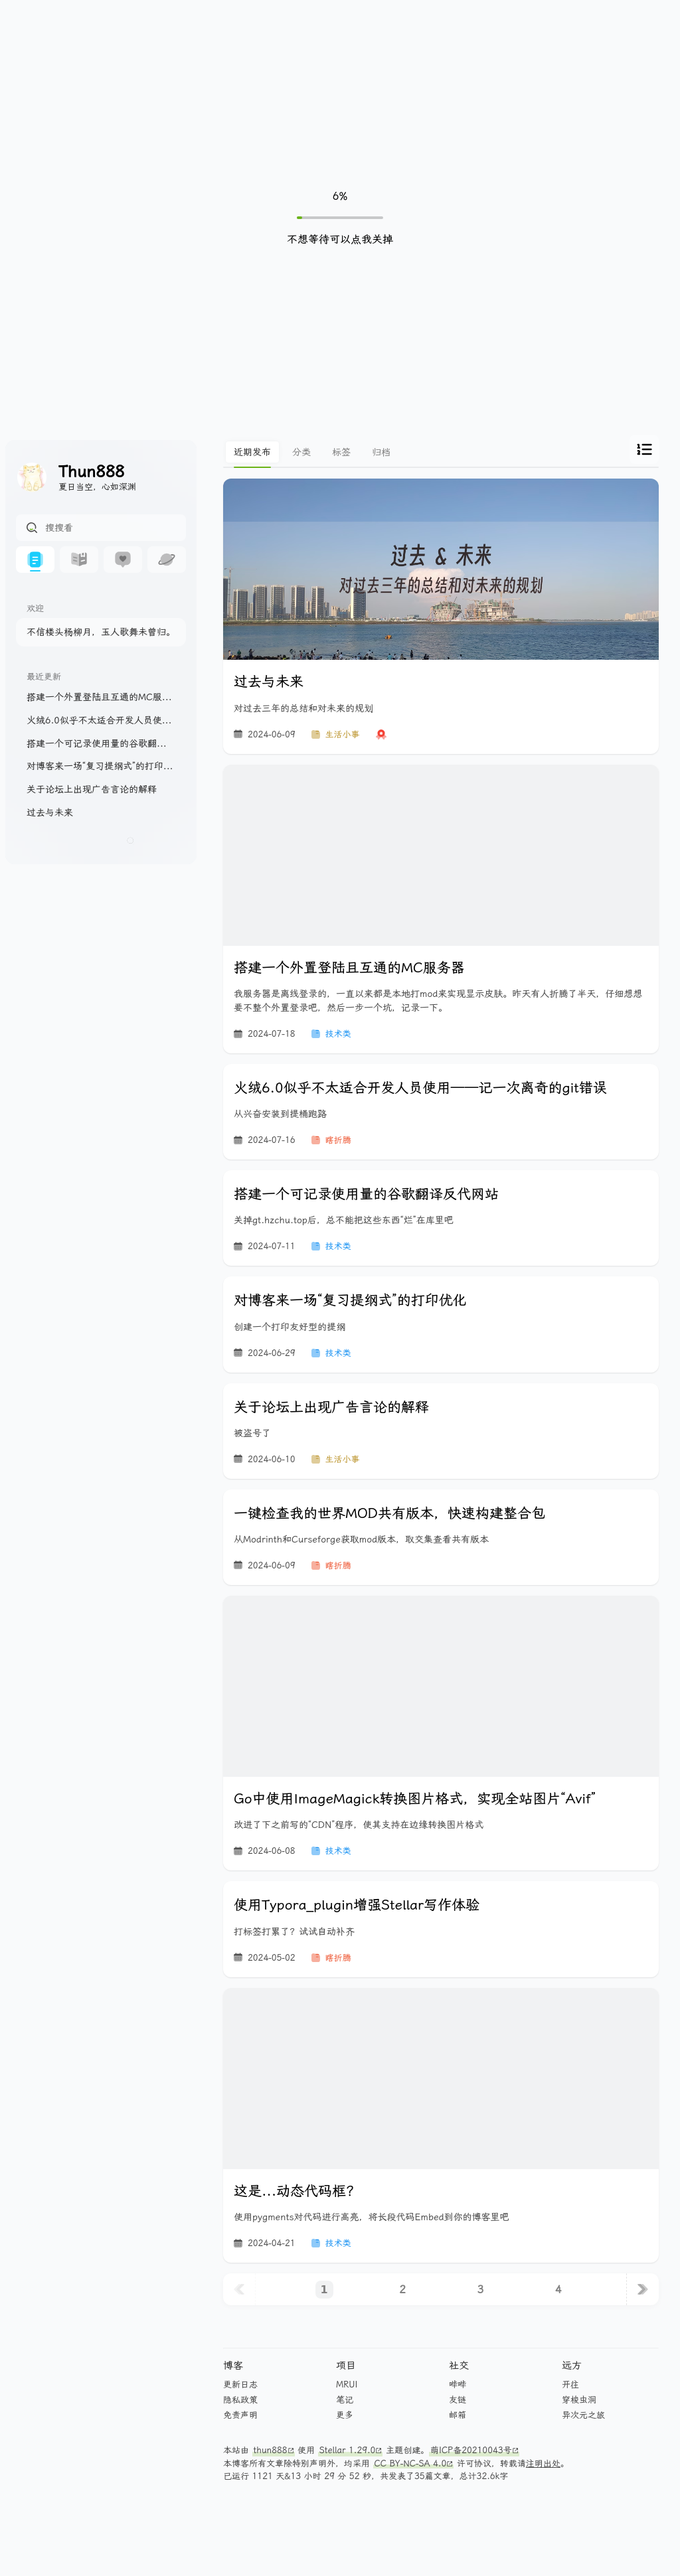 6%
不想等待可以点我关掉
Thun888
夏日当空，心如深渊
搜搜看
欢迎
不信楼头杨柳月，玉人歌舞未曾归。
最近更新
搭建一个外置登陆且互通的MC服...
火绒6.0似乎不太适合开发人员使...
搭建一个可记录使用量的谷歌翻...
对博客来一场“复习提纲式”的打印...
关于论坛上出现广告言论的解释
过去与未来
近期发布 分类 标签 归档
过去 & 未来
对过去三年的总结和对未来的规划
过去与未来
对过去三年的总结和对未来的规划
2024-06-09 生活小事
搭建一个外置登陆且互通的MC服务器
我服务器是离线登录的，一直以来都是本地打mod来实现显示皮肤。昨天有人折腾了半天，仔细想想
要不整个外置登录吧，然后一步一个坑，记录一下。
2024-07-18 技术类
火绒6.0似乎不太适合开发人员使用——记一次离奇的git错误
从兴奋安装到提桶跑路
2024-07-16 瞎折腾
搭建一个可记录使用量的谷歌翻译反代网站
关掉gt.hzchu.top后，总不能把这些东西“烂”在库里吧
2024-07-11 技术类
对博客来一场“复习提纲式”的打印优化
创建一个打印友好型的提纲
2024-06-29 技术类
关于论坛上出现广告言论的解释
被盗号了
2024-06-10 生活小事
一键检查我的世界MOD共有版本，快速构建整合包
从Modrinth和Curseforge获取mod版本，取交集查看共有版本
2024-06-09 瞎折腾
Go中使用ImageMagick转换图片格式，实现全站图片“Avif”
改进了下之前写的“CDN”程序，使其支持在边缘转换图片格式
2024-06-08 技术类
使用Typora_plugin增强Stellar写作体验
打标签打累了？试试自动补齐
2024-05-02 瞎折腾
这是...动态代码框？
使用pygments对代码进行高亮，将长段代码Embed到你的博客里吧
2024-04-21 技术类
1 2 3 4
博客 项目 社交 远方
更新日志 MRUI 哔哔 开往
隐私政策 笔记 友链 穿梭虫洞
免责声明 更多 邮箱 异次元之旅
本站由 thun888 使用 Stellar 1.29.0 主题创建。萌ICP备20210043号
本博客所有文章除特别声明外，均采用 CC BY-NC-SA 4.0 许可协议，转载请注明出处。
已运行 1121 天&13 小时 29 分 52 秒，共发表了35篇文章，总计32.6k字